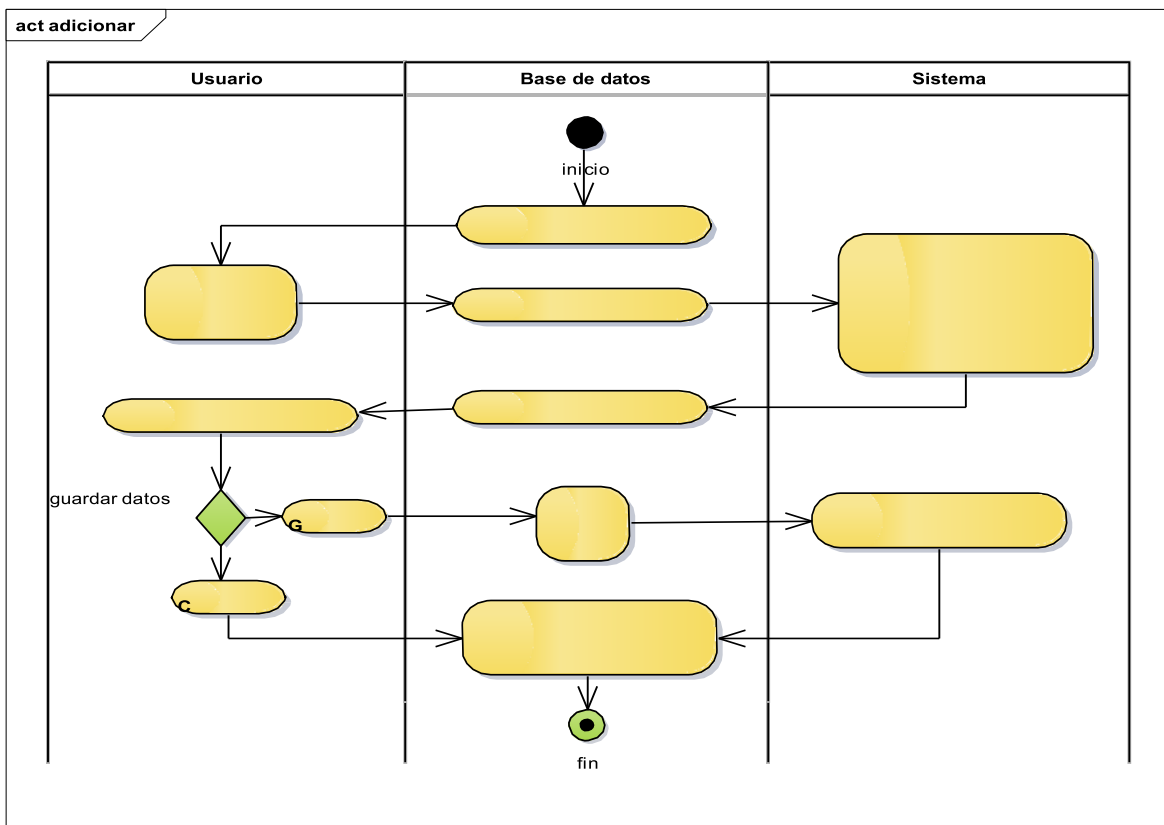 act adicionar
Usuario
Base de datos
Sistema
inicio
guardar datos
G
C
fin